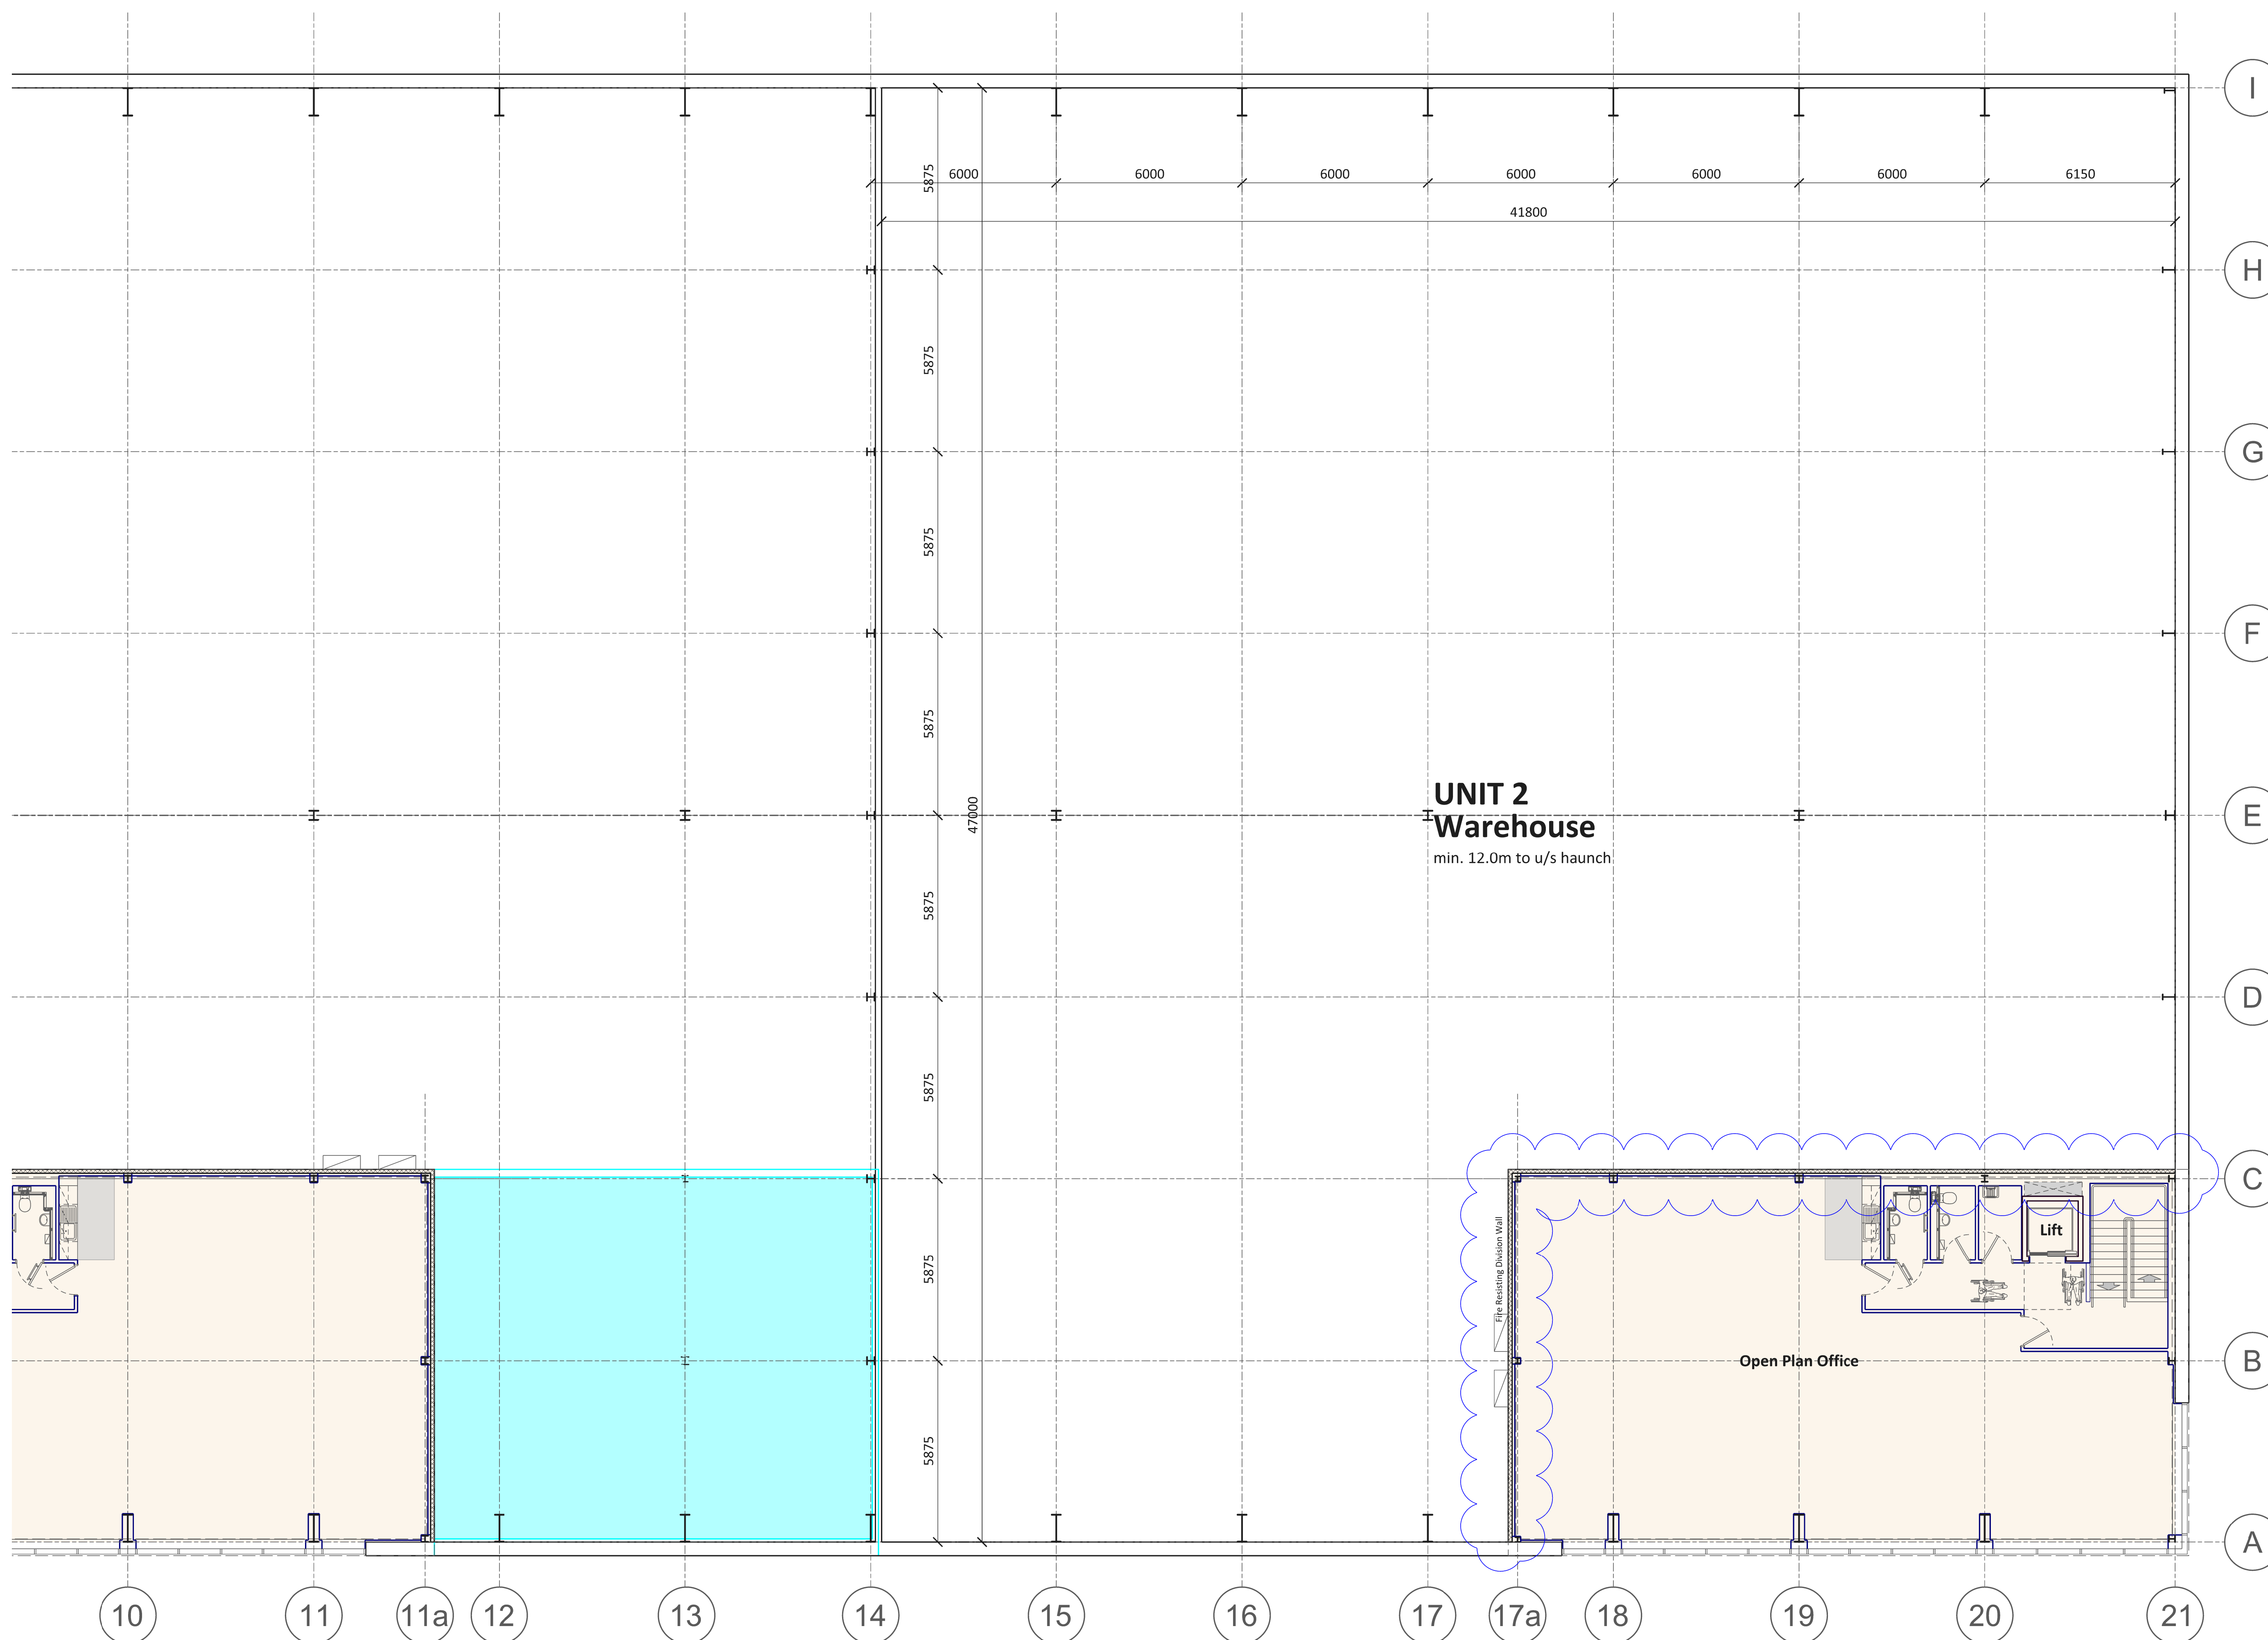 I
5875
6000
6000
6000
6000
6000
6000
6150
41800
H
5875
G
5875
F
5875
UNIT 2
Warehouse
min. 12.0m to u/s haunch
47000
E
5875
D
5875
C
Fire Resisting Division Wall
Lift
5875
Open Plan Office
B
5875
A
10
11
11a
12
13
14
15
16
17
17a
18
19
20
21